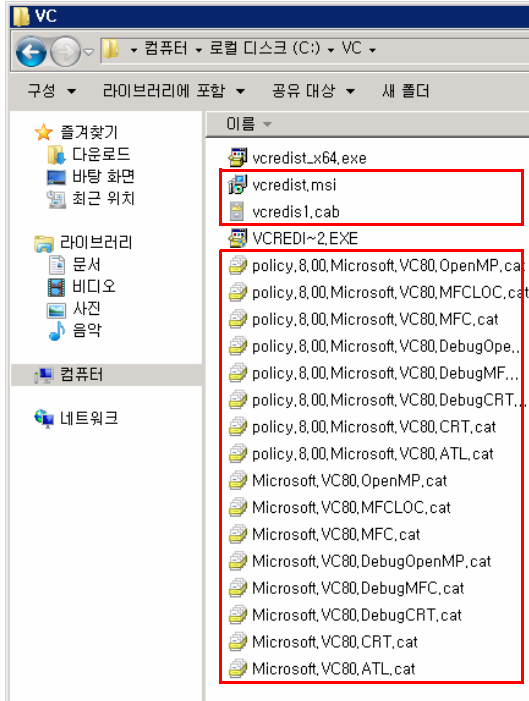 VC
컴퓨터 로컬 디스크 (C:) VC
구성 라이브러리에 포함 공유 대상 새 폴더
즐겨찾기
다운로드
바탕 화면
최근 위치
라이브러리
문서
비디오
사진
음악
컴퓨터
네트워크
이름
vcredist_x64.exe
vcredist.msi
vcredis1.cab
VCREDI~2.EXE
policy.8.00.Microsoft.VC80.OpenMP.cat
policy.8.00.Microsoft.VC80.MFCLOC.cat
policy.8.00.Microsoft.VC80.MFC.cat
policy.8.00.Microsoft.VC80.DebugOpe...
policy.8.00.Microsoft.VC80.DebugMF...
policy.8.00.Microsoft.VC80.DebugCRT...
policy.8.00.Microsoft.VC80.CRT.cat
policy.8.00.Microsoft.VC80.ATL.cat
Microsoft.VC80.OpenMP.cat
Microsoft.VC80.MFCLOC.cat
Microsoft.VC80.MFC.cat
Microsoft.VC80.DebugOpenMP.cat
Microsoft.VC80.DebugMFC.cat
Microsoft.VC80.DebugCRT.cat
Microsoft.VC80.CRT.cat
Microsoft.VC80.ATL.cat